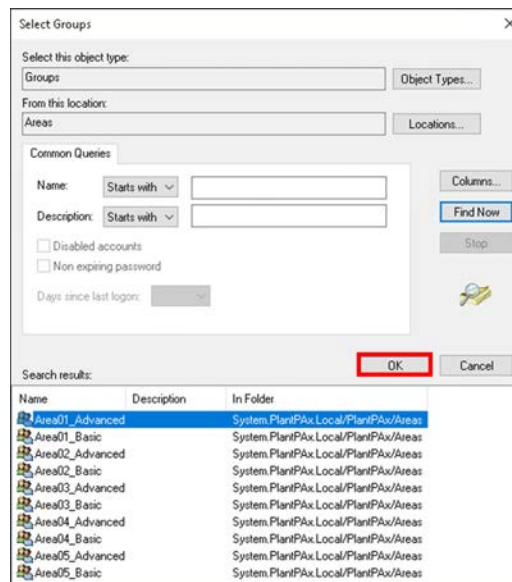 Select Groups
Select this object type:
Groups
Object Types...
From this location:
Areas
Locations...
Common Queries
Name: Starts with
Description: Starts with
Disabled accounts
Non expiring password
Days since last logon:
Columns...
Find Now
Stop
OK
Cancel
Search results:
Name Description In Folder
Area01_Advanced System.PlantPAx.Local/PlantPAx/Areas
Area01_Basic System.PlantPAx.Local/PlantPAx/Areas
Area02_Advanced System.PlantPAx.Local/PlantPAx/Areas
Area02_Basic System.PlantPAx.Local/PlantPAx/Areas
Area03_Advanced System.PlantPAx.Local/PlantPAx/Areas
Area03_Basic System.PlantPAx.Local/PlantPAx/Areas
Area04_Advanced System.PlantPAx.Local/PlantPAx/Areas
Area04_Basic System.PlantPAx.Local/PlantPAx/Areas
Area05_Advanced System.PlantPAx.Local/PlantPAx/Areas
Area05_Basic System.PlantPAx.Local/PlantPAx/Areas